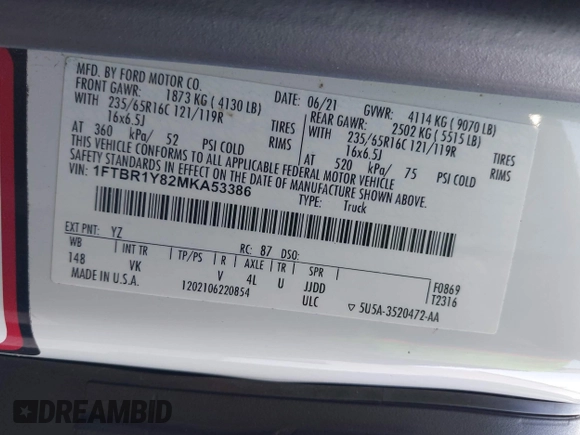 MFD. BY FORD MOTOR CO.
DATE: 06/21 GVWR: 4114 KG ( 9070 LB)
FRONT GAWR: 1873 KG ( 4130 LB) REAR GAWR: 2502 KG ( 5515 LB)
WITH 235/65R16C 121/119R TIRES WITH 235/65R16C 121/119R TIRES
16x6.5J RIMS 16x6.5J RIMS
AT 360 kPa/ 52 PSI COLD AT 520 kPa/ 75 PSI COLD
THIS VEHICLE CONFORMS TO ALL APPLICABLE FEDERAL MOTOR VEHICLE
SAFETY STANDARDS IN EFFECT ON THE DATE OF MANUFACTURE SHOWN ABOVE.
VIN: 1FTBR1Y82MKA53386
TYPE: Truck
EXT PNT: YZ RC: 87 DSO: F0869
WB INT TR TP/PS R AXLE TR SPR T2316
148 VK V 4L U JJDD
MADE IN U.S.A. 1202106220854 ULC ▽ 5U5A-3520472-AA
DREAMBID